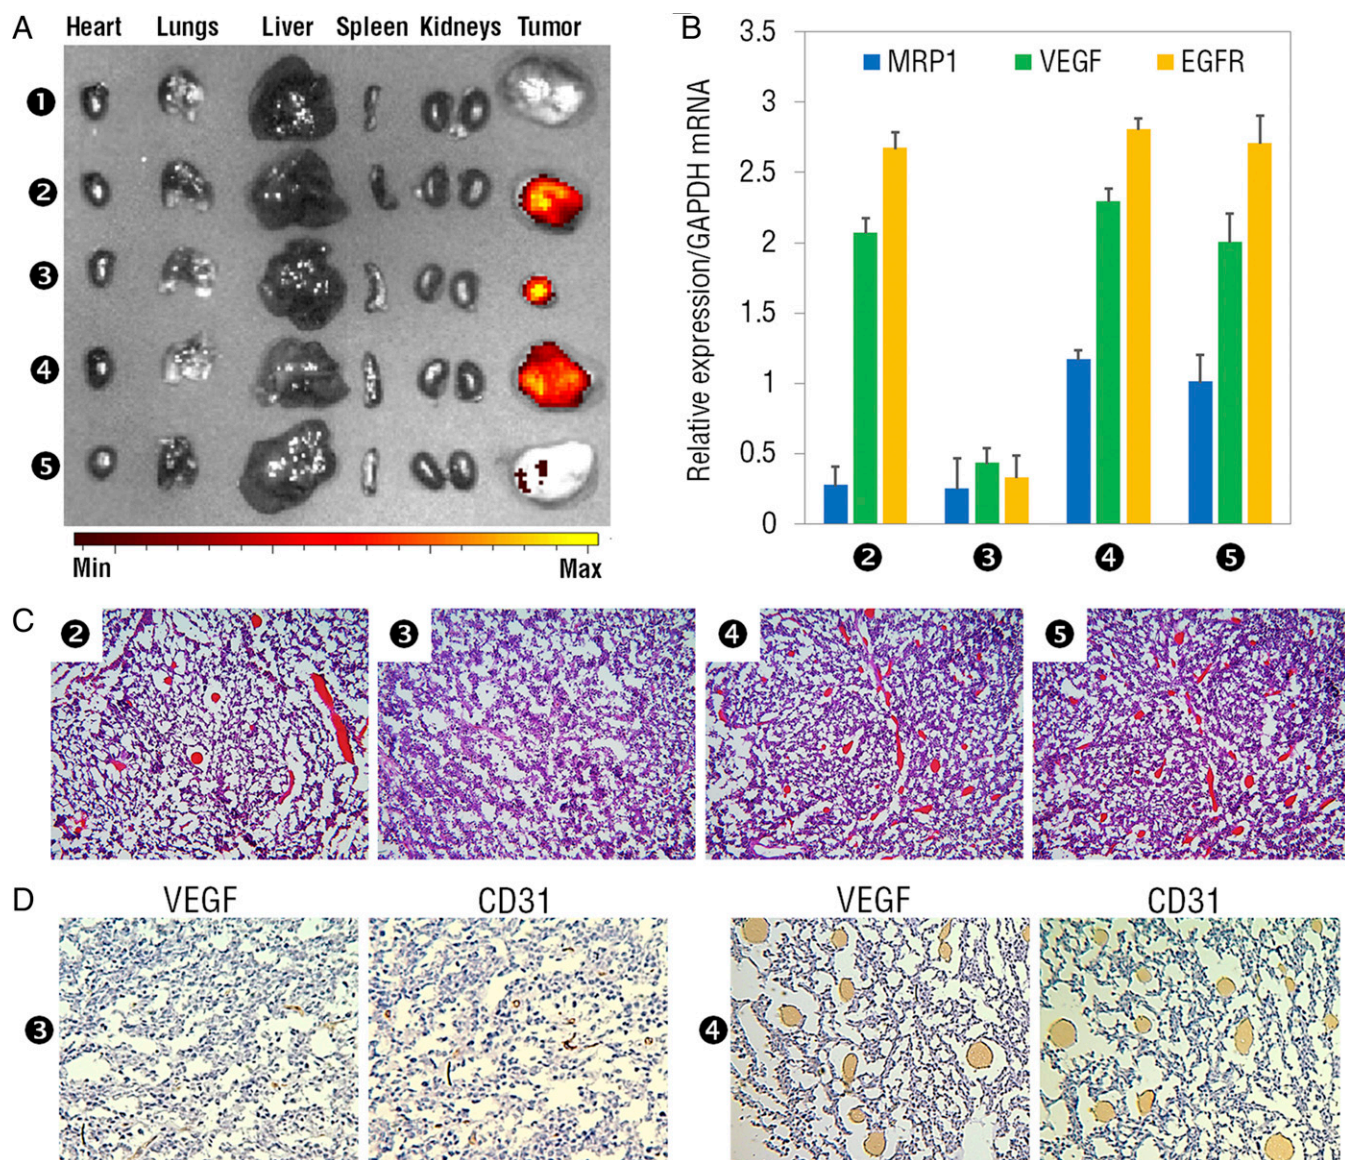 A
Heart Lungs Liver Spleen Kidneys Tumor
❶
❷
❸
❹
❺
Min Max
B
MRP1 VEGF EGFR
Relative expression/GAPDH mRNA
3.5
3
2.5
2
1.5
1
0.5
0
❷ ❸ ❹ ❺
C
❷ ❸ ❹ ❺
D
VEGF CD31 VEGF CD31
❸ ❹